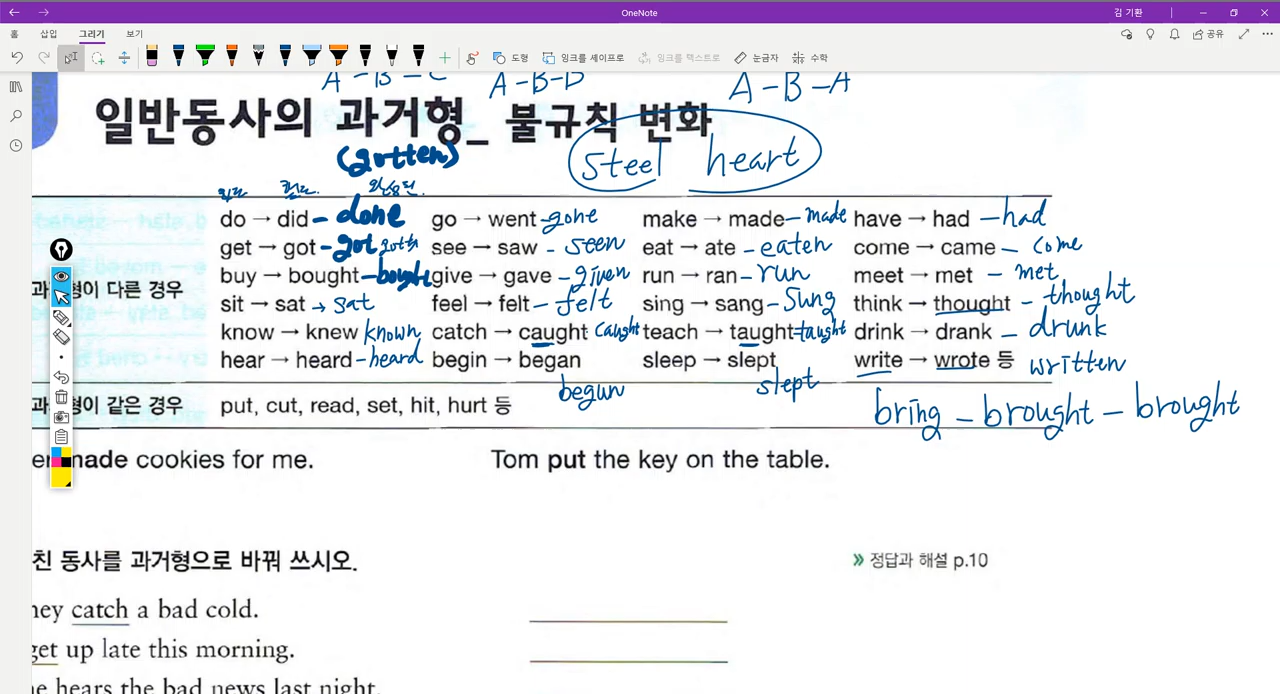 OneNote
김 기환
홈 삽입 그리기 보기
공유
도형 잉크를 셰이프로 잉크를 텍스트로 눈금자 수학
A-B-C A-B-B A-B-A
일반동사의 과거형_ 불규칙 변화
(gotten) steel heart
do → did - done go → went - gone make → made - made have → had - had
get → got - got see → saw - seen eat → ate - eaten come → came - come
buy → bought - bought give → gave - given run → ran - run meet → met - met
형이 다른 경우
sit → sat → sat feel → felt - felt sing → sang - sung think → thought - thought
know → knew known catch → caught caught teach → taught - taught drink → drank - drunk
hear → heard - heard begin → began begun sleep → slept slept write → wrote 등 written
형이 같은 경우 put, cut, read, set, hit, hurt 등
bring - brought - brought
made cookies for me. Tom put the key on the table.
친 동사를 과거형으로 바꿔 쓰시오.
» 정답과 해설 p.10
hey catch a bad cold.
get up late this morning.
he hears the bad news last night.